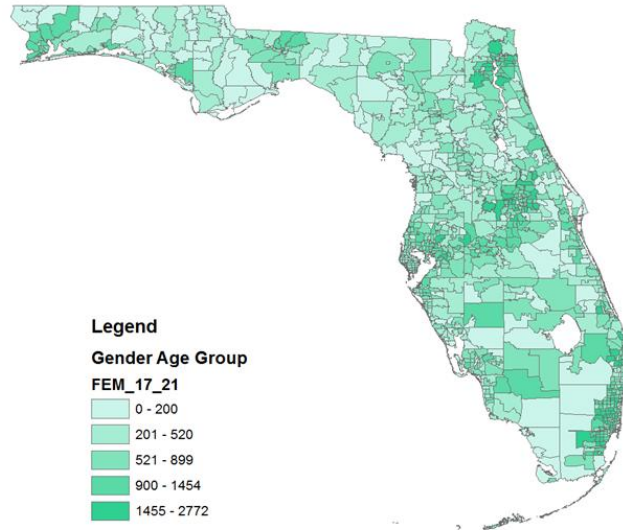 Legend
Gender Age Group
FEM_17_21
0 - 200
201 - 520
521 - 899
900 - 1454
1455 - 2772